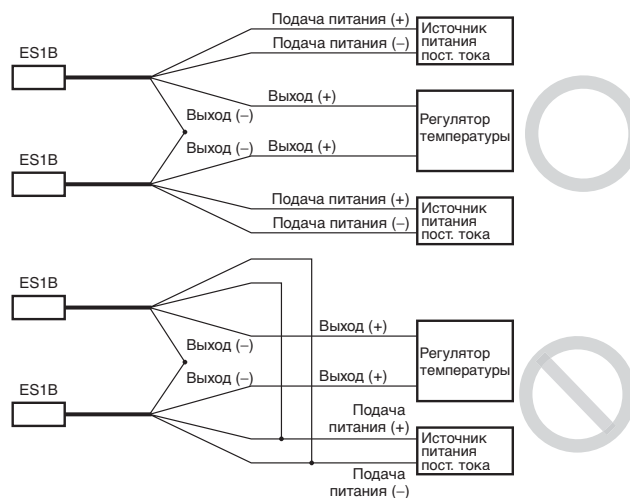 Подача питания (+)
Источник
питания
пост. тока
ES1B
Подача питания (–)
Выход (+)
Выход (–)
Регулятор
температуры
Выход (–)
Выход (+)
ES1B
Подача питания (+)
Источник
питания
пост. тока
Подача питания (–)
ES1B
Выход (+)
Выход (–)
Регулятор
температуры
Выход (–)
Выход (+)
ES1B
Подача
питания (+)
Источник
питания
пост. тока
Подача
питания (–)